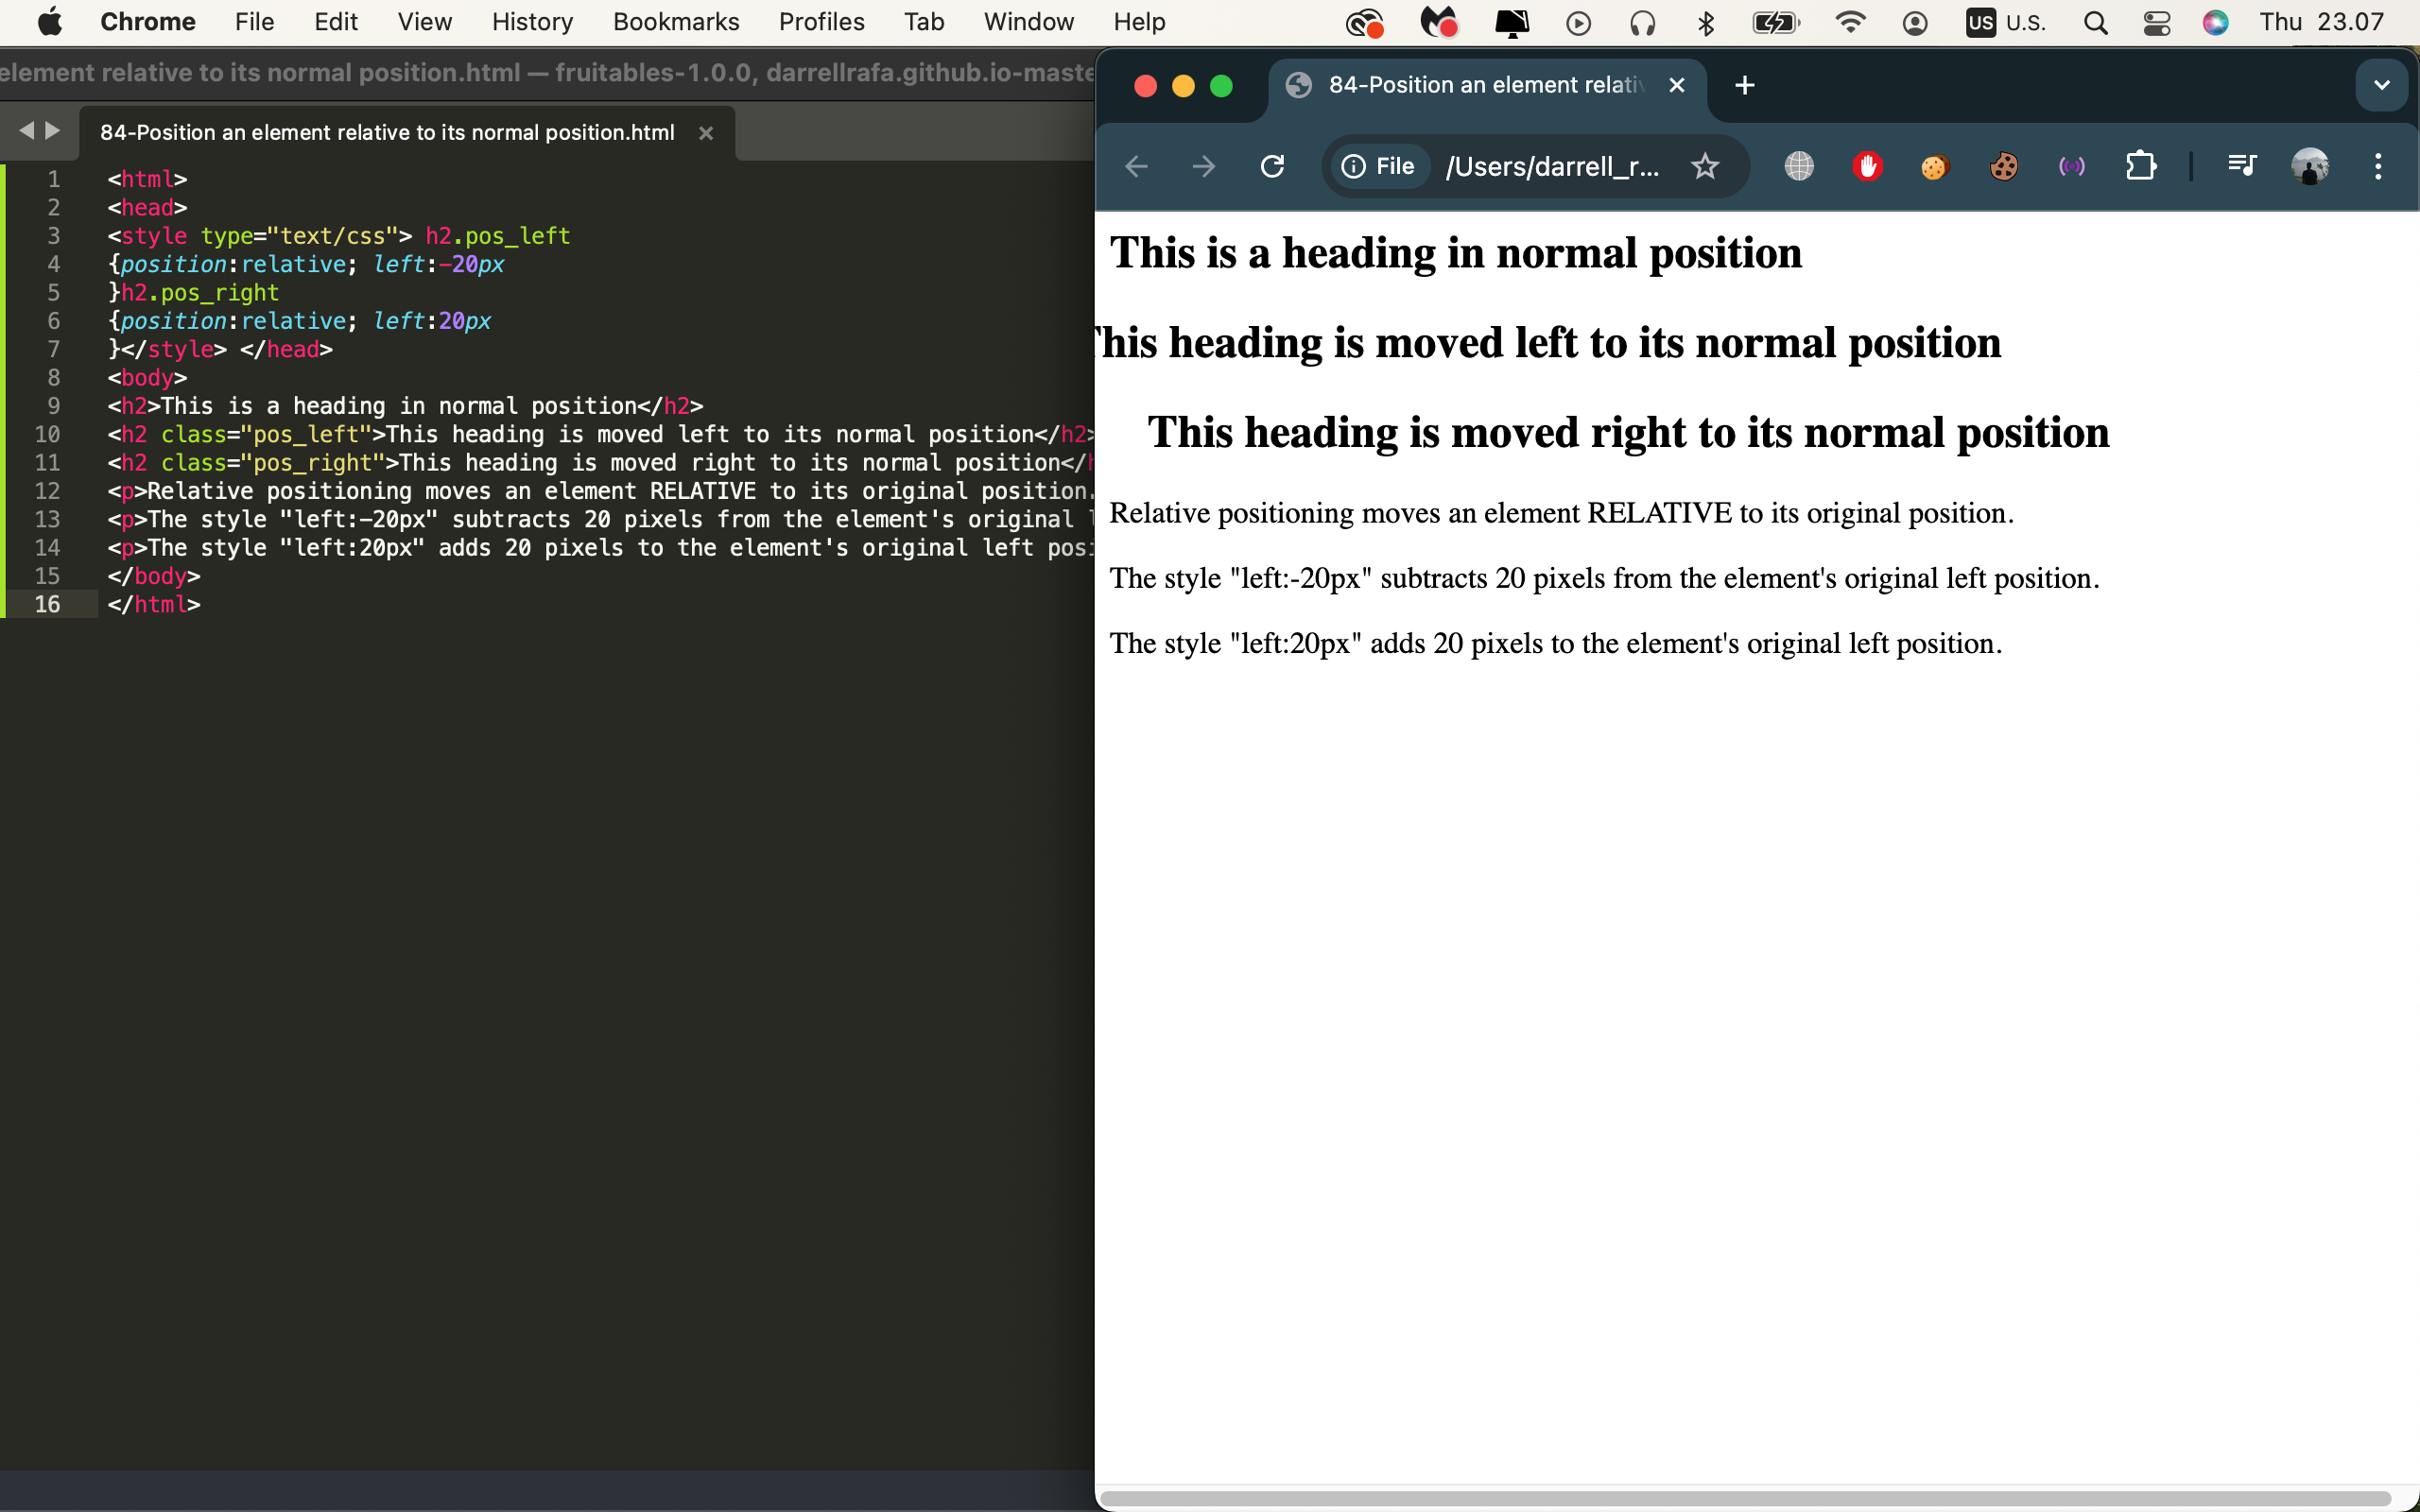 Chrome File Edit View History Bookmarks Profiles Tab Window Help US U.S. Thu 23.07
element relative to its normal position.html — fruitables-1.0.0, darrellrafa.github.io-maste
84-Position an element relative to its normal position.html
1 <html>
2 <head>
3 <style type="text/css"> h2.pos_left
4 {position:relative; left:-20px
5 }h2.pos_right
6 {position:relative; left:20px
7 }</style> </head>
8 <body>
9 <h2>This is a heading in normal position</h2>
10 <h2 class="pos_left">This heading is moved left to its normal position</h2>
11 <h2 class="pos_right">This heading is moved right to its normal position</h
12 <p>Relative positioning moves an element RELATIVE to its original position.
13 <p>The style "left:-20px" subtracts 20 pixels from the element's original l
14 <p>The style "left:20px" adds 20 pixels to the element's original left posi
15 </body>
16 </html>
84-Position an element relativ
File /Users/darrell_r...
This is a heading in normal position
This heading is moved left to its normal position
This heading is moved right to its normal position
Relative positioning moves an element RELATIVE to its original position.
The style "left:-20px" subtracts 20 pixels from the element's original left position.
The style "left:20px" adds 20 pixels to the element's original left position.